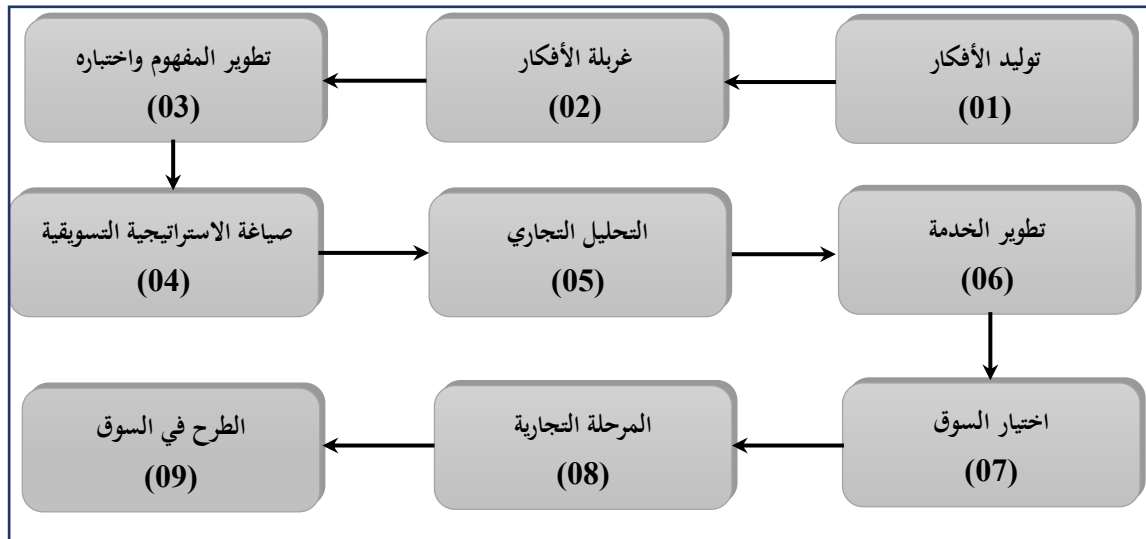 توليد الأفكار
(01)
غربلة الأفكار
(02)
تطوير المفهوم واختباره
(03)
صياغة الاستراتيجية التسويقية
(04)
التحليل التجاري
(05)
تطوير الخدمة
(06)
اختيار السوق
(07)
المرحلة التجارية
(08)
الطرح في السوق
(09)